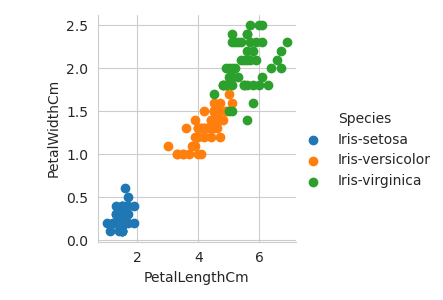 2.5
2.0
1.5
1.0
0.5
0.0
PetalWidthCm
2 4 6
PetalLengthCm
Species
Iris-setosa
Iris-versicolor
Iris-virginica